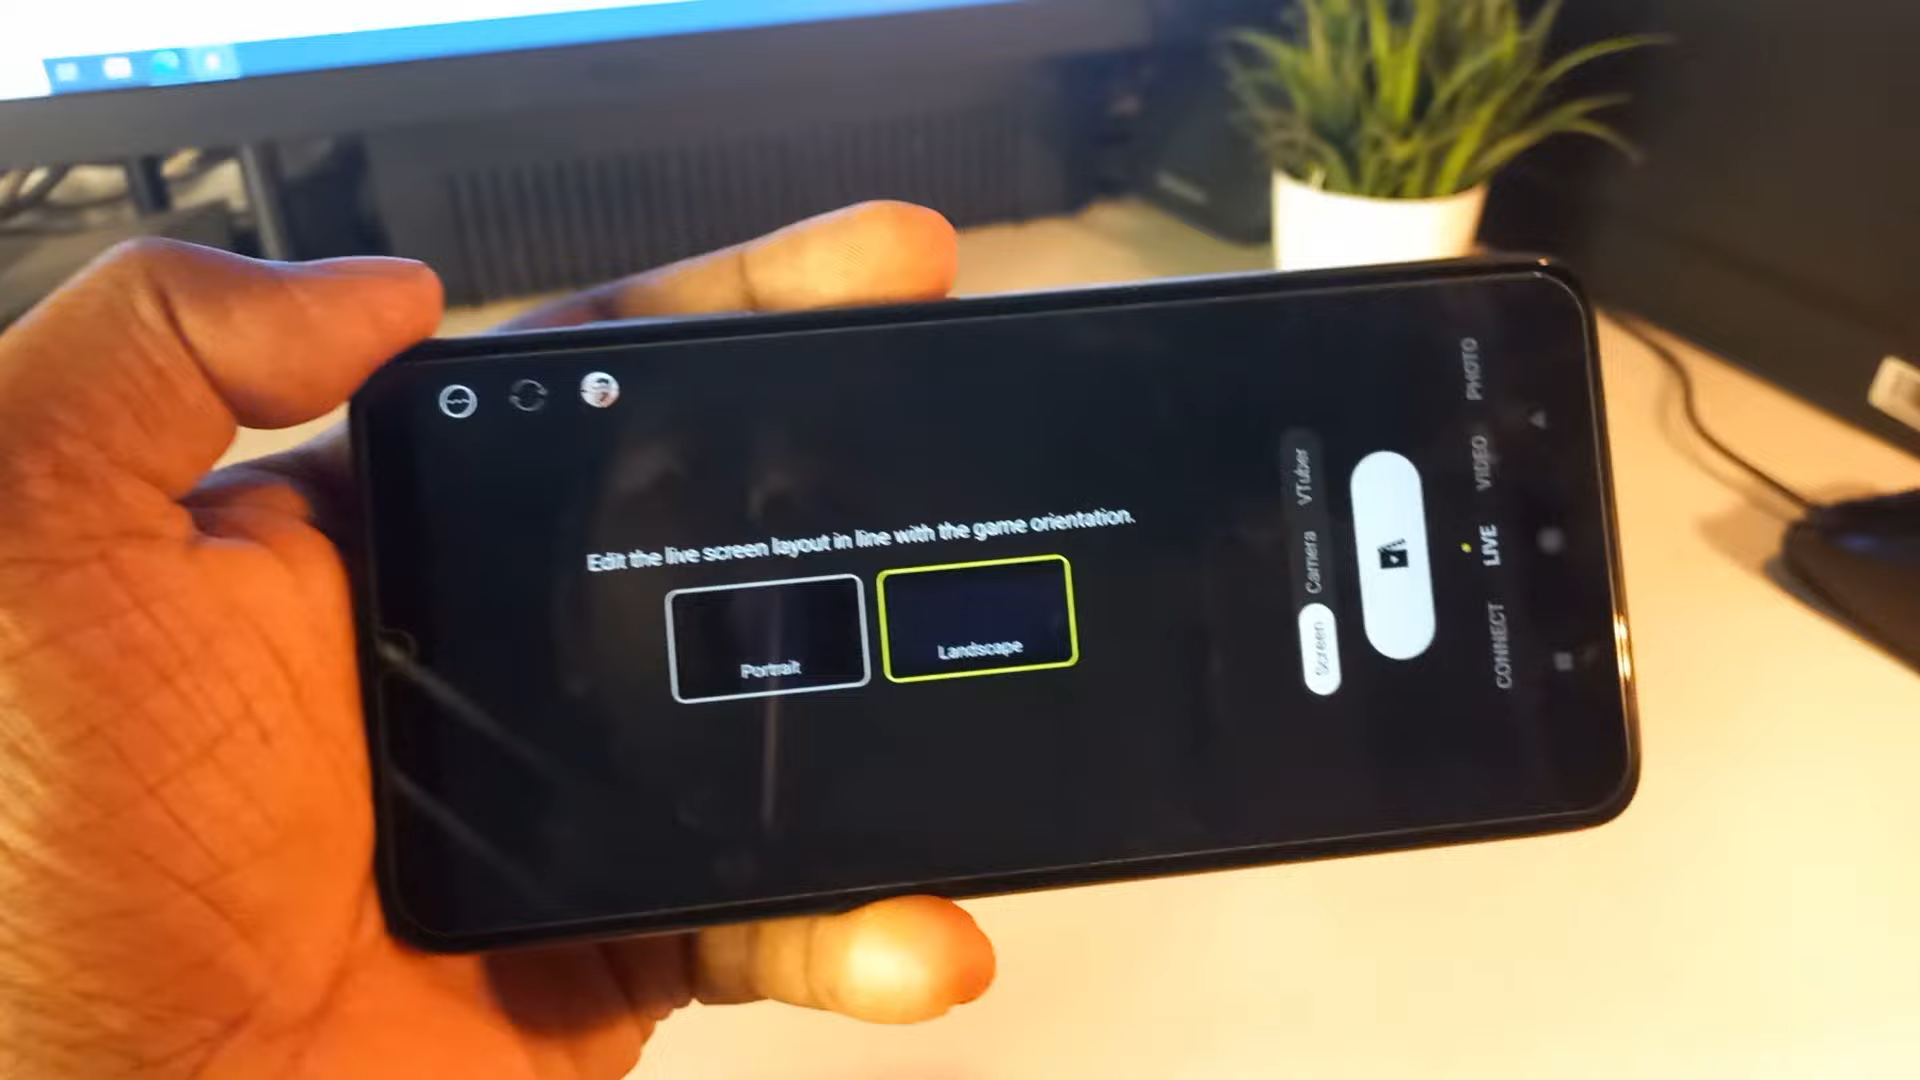 Edit the live screen layout in line with the game orientation.
Portrait
Landscape
Screen
Camera
VTuber
CONNECT
LIVE
VIDEO
PHOTO